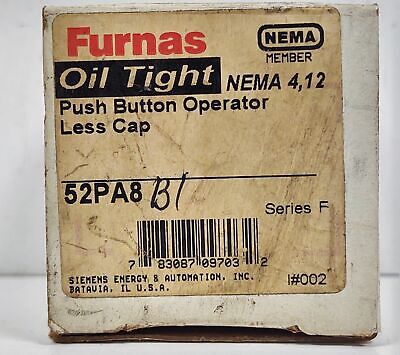 Furnas
NEMA
MEMBER
Oil Tight NEMA 4,12
Push Button Operator
Less Cap
52PA8 B1
Series F
7 83087 09703 2
SIEMENS ENERGY & AUTOMATION, INC.
BATAVIA, IL U.S.A.
I#002